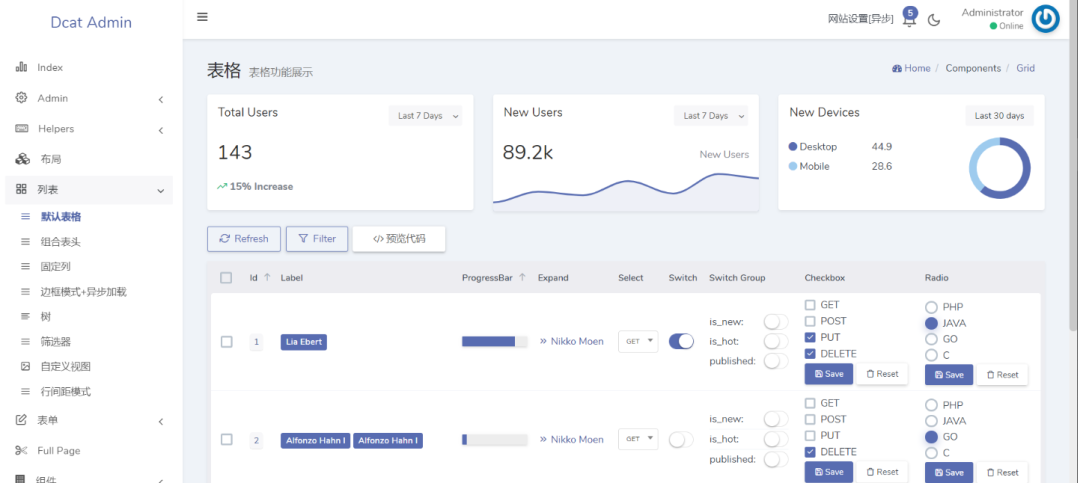 Dcat Admin
网站设置[异步]
5
Administrator
Online
Index
Admin
Helpers
布局
列表
默认表格
组合表头
固定列
边框模式+异步加载
树
筛选器
自定义视图
行间距模式
表单
Full Page
组件
表格 表格功能展示
Home / Components / Grid
Total Users
Last 7 Days
143
15% Increase
New Users
Last 7 Days
89.2k
New Users
New Devices
Last 30 days
Desktop 44.9
Mobile 28.6
Refresh
Filter
</> 预览代码
Id ↑ Label ProgressBar ↑ Expand Select Switch Switch Group Checkbox Radio
1
Lia Ebert
Nikko Moen
GET
is_new:
is_hot:
published:
GET
POST
PUT
DELETE
Save Reset
PHP
JAVA
GO
C
Save Reset
2
Alfonzo Hahn I Alfonzo Hahn I
Nikko Moen
GET
is_new:
is_hot:
published:
GET
POST
PUT
DELETE
Save Reset
PHP
JAVA
GO
C
Save Reset